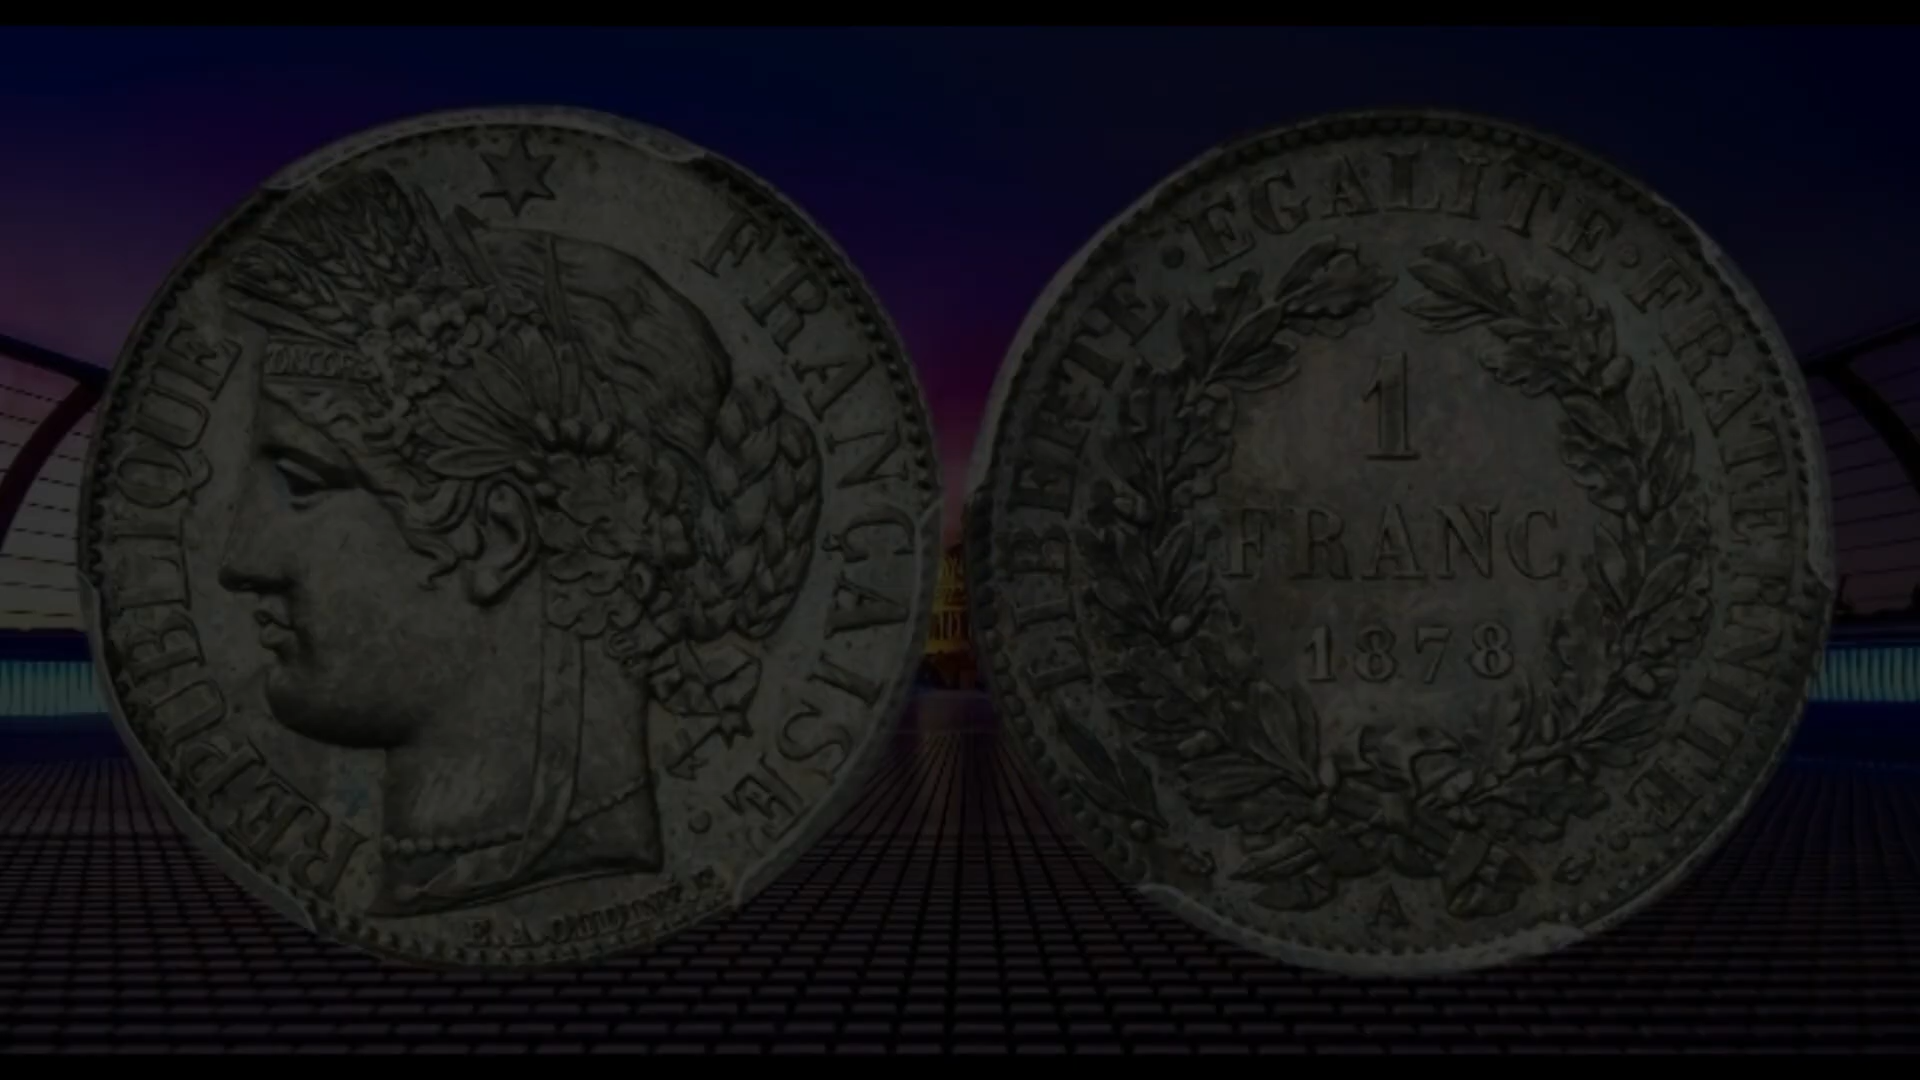 REPUBLIQUE FRANÇAISE
LIBERTE · EGALITE · FRATERNITE
1
FRANC
1878
A